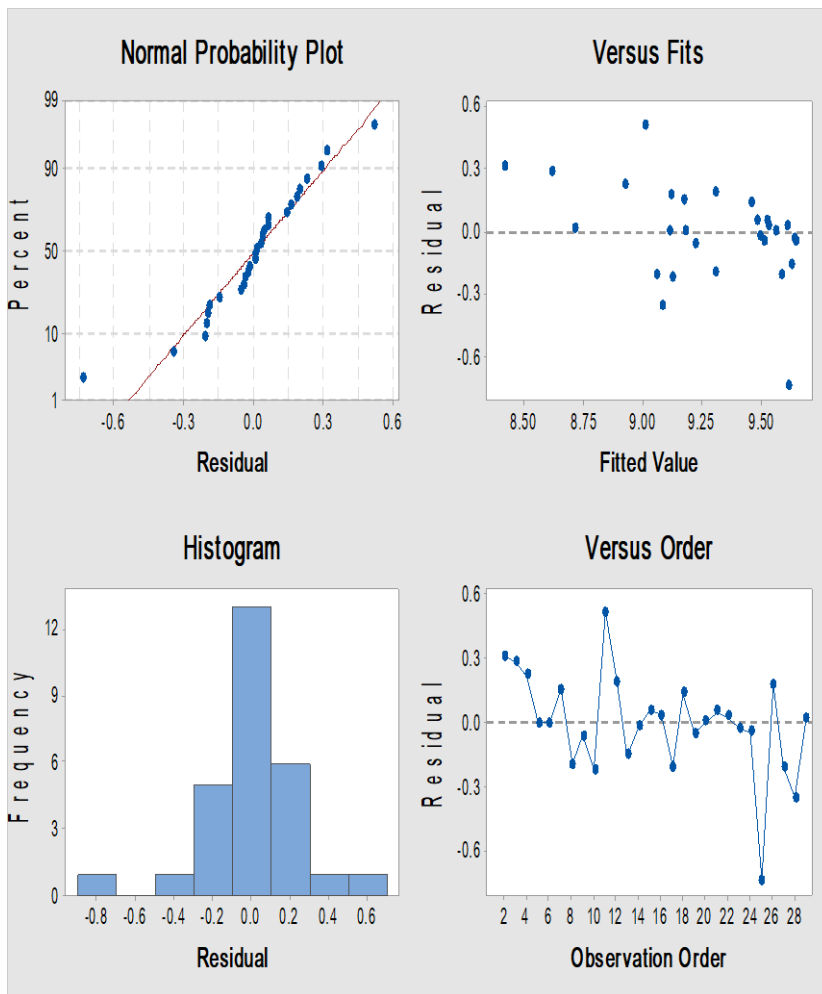 Normal Probability Plot
99
90
50
10
1
Percent
-0.6 -0.3 0.0 0.3 0.6
Residual
Versus Fits
0.6
0.3
0.0
-0.3
-0.6
Residual
8.50 8.75 9.00 9.25 9.50
Fitted Value
Histogram
12
9
6
3
0
Frequency
-0.8 -0.6 -0.4 -0.2 0.0 0.2 0.4 0.6
Residual
Versus Order
0.6
0.3
0.0
-0.3
-0.6
Residual
2 4 6 8 10 12 14 16 18 20 22 24 26 28
Observation Order